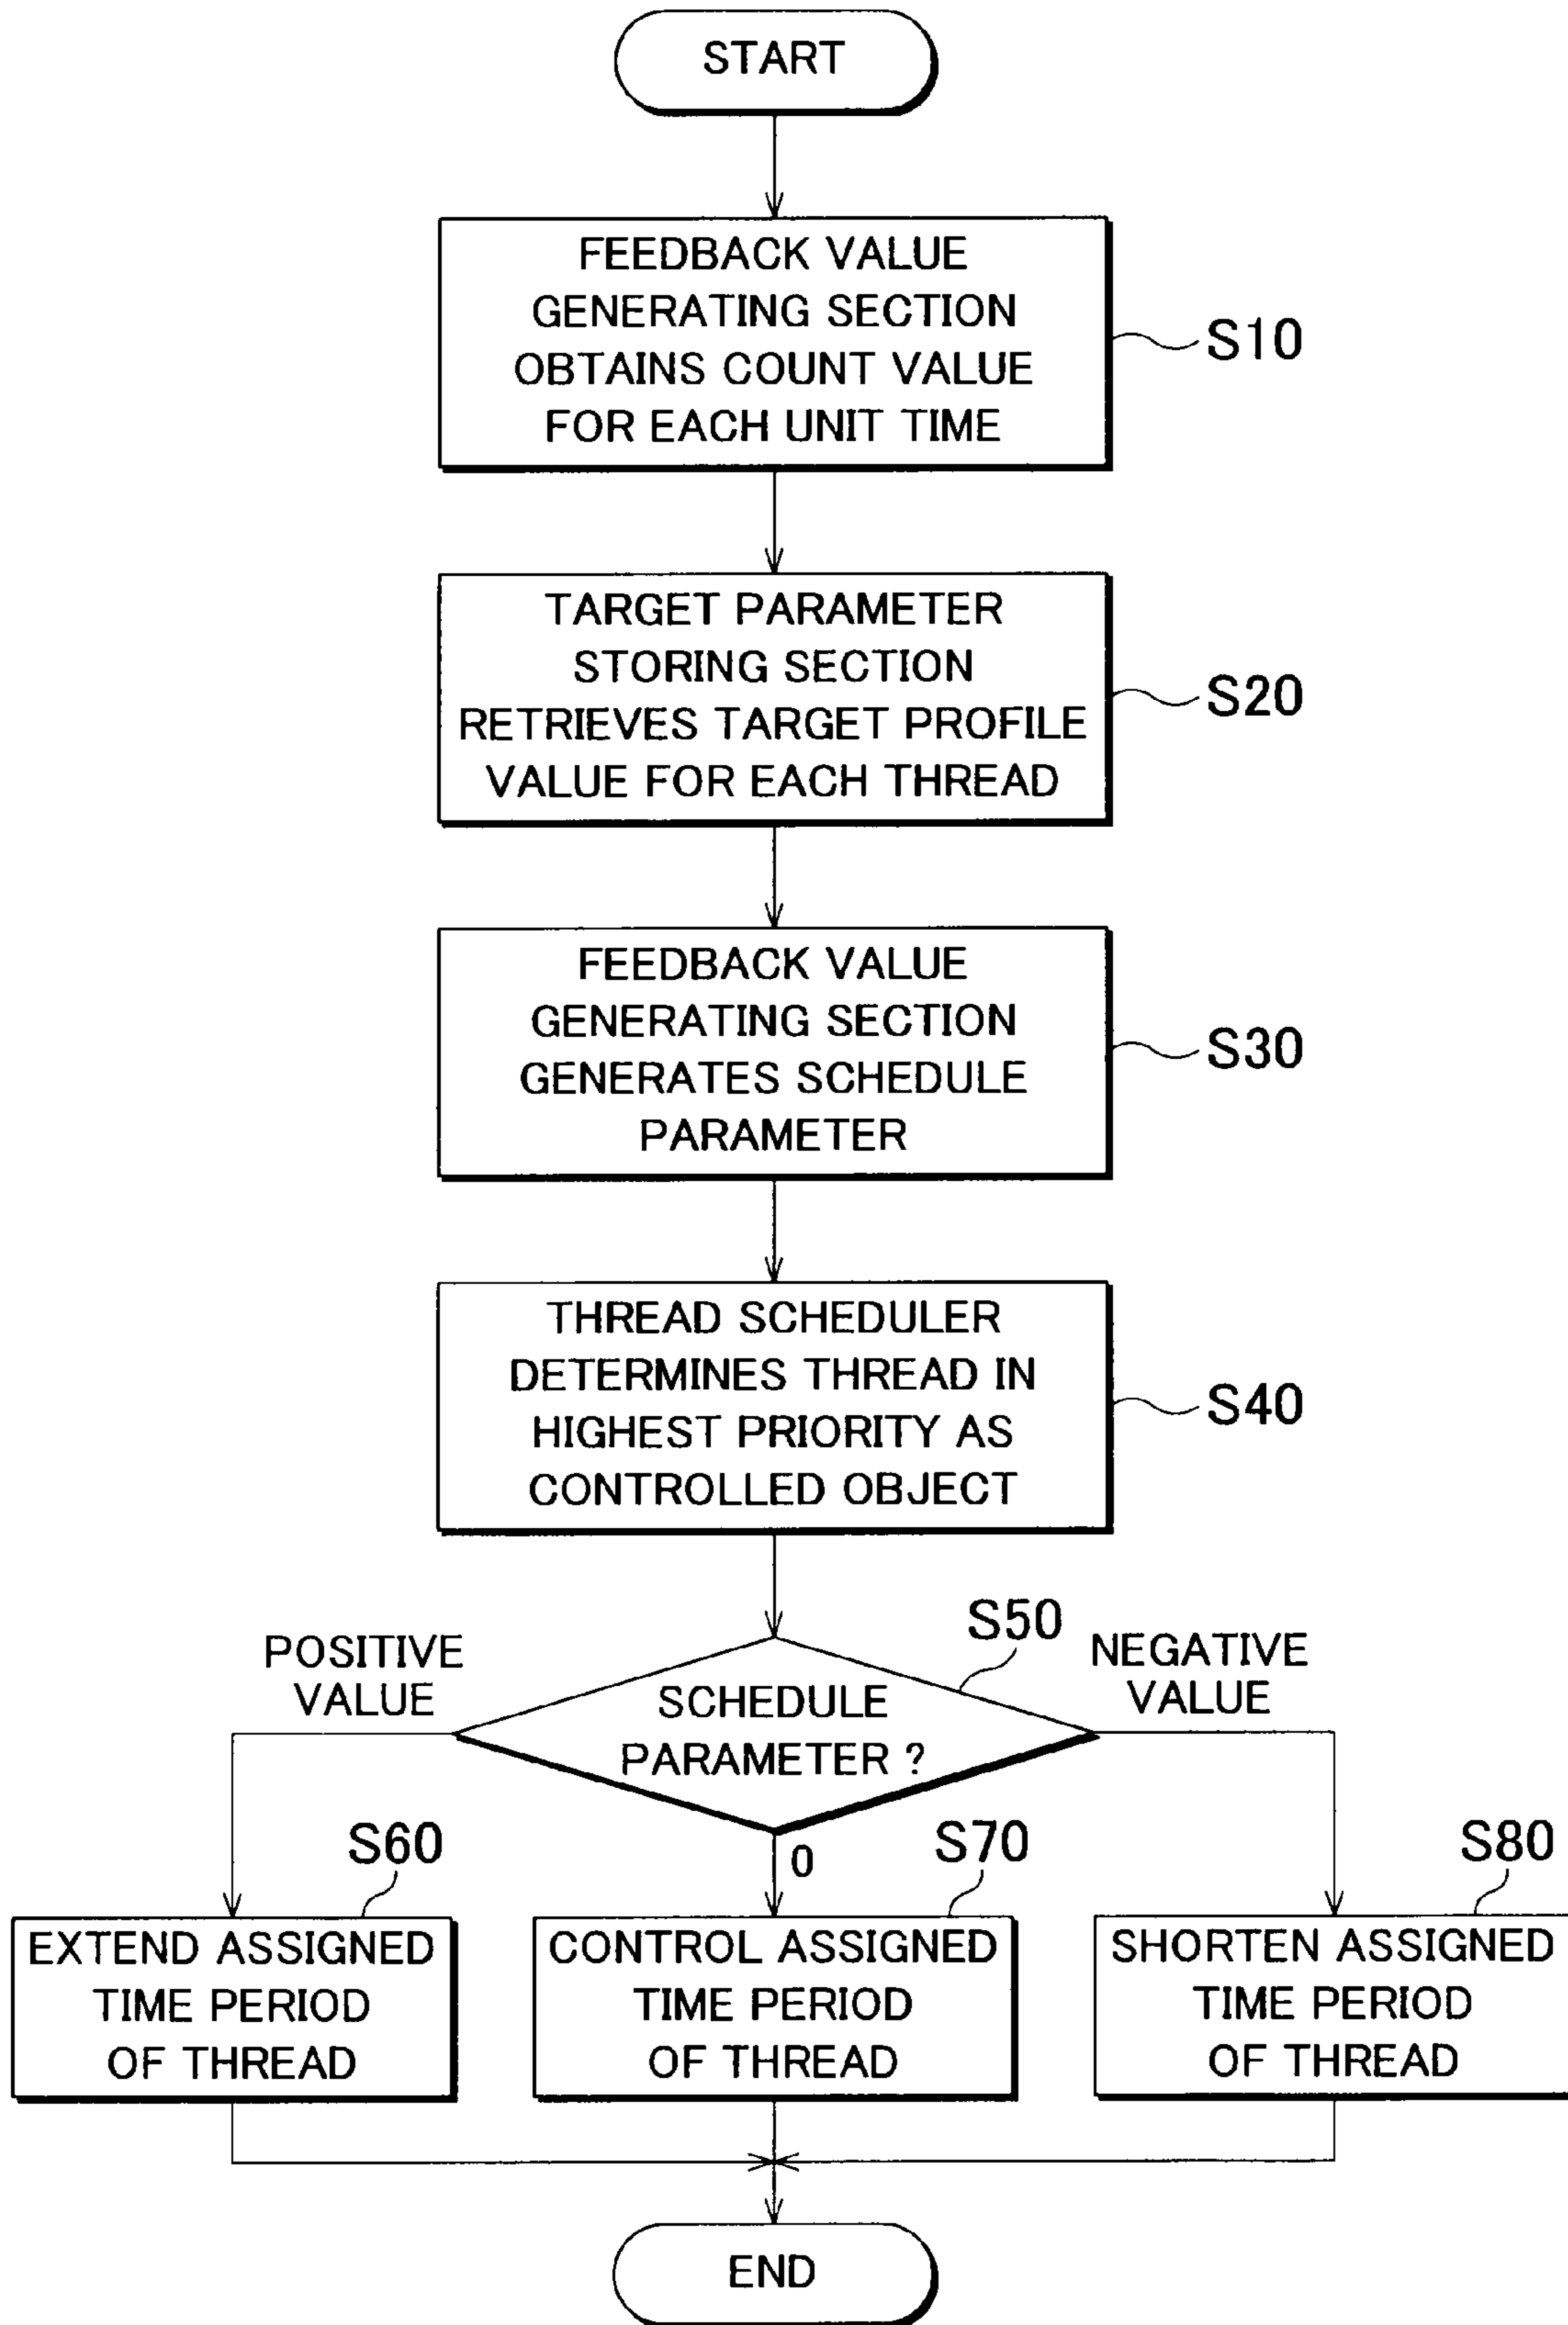 START
FEEDBACK VALUE
GENERATING SECTION
OBTAINS COUNT VALUE
FOR EACH UNIT TIME
S10
TARGET PARAMETER
STORING SECTION
RETRIEVES TARGET PROFILE
VALUE FOR EACH THREAD
S20
FEEDBACK VALUE
GENERATING SECTION
GENERATES SCHEDULE
PARAMETER
S30
THREAD SCHEDULER
DETERMINES THREAD IN
HIGHEST PRIORITY AS
CONTROLLED OBJECT
S40
S50
POSITIVE
VALUE
SCHEDULE
PARAMETER ?
NEGATIVE
VALUE
0
S60
EXTEND ASSIGNED
TIME PERIOD
OF THREAD
S70
CONTROL ASSIGNED
TIME PERIOD
OF THREAD
S80
SHORTEN ASSIGNED
TIME PERIOD
OF THREAD
END